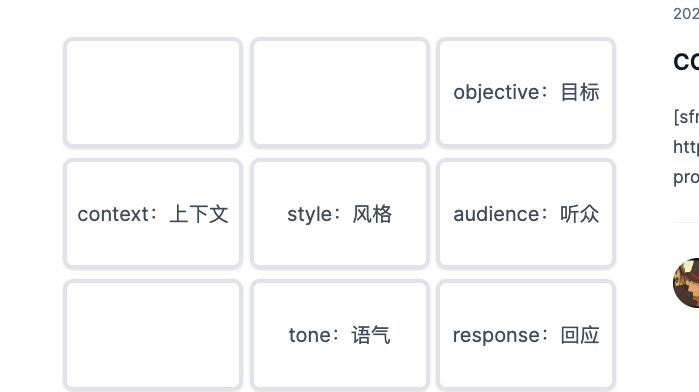 objective：目标
context：上下文
style：风格
audience：听众
tone：语气
response：回应
202
co
[sfr
http
pro